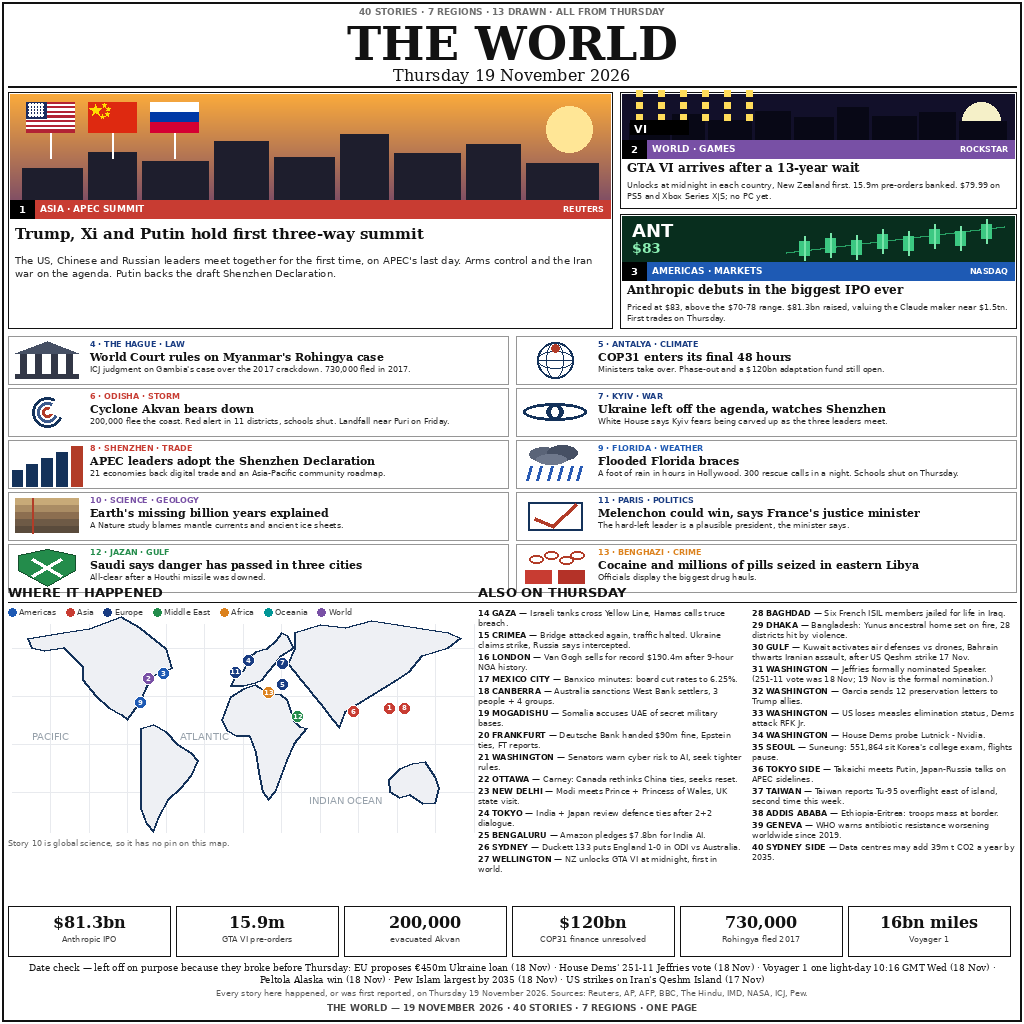 40 STORIES · 7 REGIONS · 13 DRAWN · ALL FROM THURSDAY
THE WORLD
Thursday 19 November 2026
1
ASIA · APEC SUMMIT
REUTERS
Trump, Xi and Putin hold first three-way summit
The US, Chinese and Russian leaders meet together for the first time, on APEC's last day. Arms control and the Iran
war on the agenda. Putin backs the draft Shenzhen Declaration.
VI
2
WORLD · GAMES
ROCKSTAR
GTA VI arrives after a 13-year wait
Unlocks at midnight in each country, New Zealand first. 15.9m pre-orders banked. $79.99 on
PS5 and Xbox Series X|S; no PC yet.
ANT
$83
3
AMERICAS · MARKETS
NASDAQ
Anthropic debuts in the biggest IPO ever
Priced at $83, above the $70-78 range. $81.3bn raised, valuing the Claude maker near $1.5tn.
First trades on Thursday.
4 · THE HAGUE · LAW
World Court rules on Myanmar's Rohingya case
ICJ judgment on Gambia's case over the 2017 crackdown. 730,000 fled in 2017.
5 · ANTALYA · CLIMATE
COP31 enters its final 48 hours
Ministers take over. Phase-out and a $120bn adaptation fund still open.
6 · ODISHA · STORM
Cyclone Akvan bears down
200,000 flee the coast. Red alert in 11 districts, schools shut. Landfall near Puri on Friday.
7 · KYIV · WAR
Ukraine left off the agenda, watches Shenzhen
White House says Kyiv fears being carved up as the three leaders meet.
8 · SHENZHEN · TRADE
APEC leaders adopt the Shenzhen Declaration
21 economies back digital trade and an Asia-Pacific community roadmap.
9 · FLORIDA · WEATHER
Flooded Florida braces
A foot of rain in hours in Hollywood. 300 rescue calls in a night. Schools shut on Thursday.
10 · SCIENCE · GEOLOGY
Earth's missing billion years explained
A Nature study blames mantle currents and ancient ice sheets.
11 · PARIS · POLITICS
Melenchon could win, says France's justice minister
The hard-left leader is a plausible president, the minister says.
12 · JAZAN · GULF
Saudi says danger has passed in three cities
All-clear after a Houthi missile was downed.
13 · BENGHAZI · CRIME
Cocaine and millions of pills seized in eastern Libya
Officials display the biggest drug hauls.
WHERE IT HAPPENED
Americas
Asia
Europe
Middle East
Africa
Oceania
World
4
7
11
2
3
5
13
9
12
6
1
8
PACIFIC
ATLANTIC
INDIAN OCEAN
Story 10 is global science, so it has no pin on this map.
ALSO ON THURSDAY
14 GAZA — Israeli tanks cross Yellow Line, Hamas calls truce
breach.
15 CRIMEA — Bridge attacked again, traffic halted. Ukraine
claims strike, Russia says intercepted.
16 LONDON — Van Gogh sells for record $190.4m after 9-hour
NGA history.
17 MEXICO CITY — Banxico minutes: board cut rates to 6.25%.
18 CANBERRA — Australia sanctions West Bank settlers, 3
people + 4 groups.
19 MOGADISHU — Somalia accuses UAE of secret military
bases.
20 FRANKFURT — Deutsche Bank handed $90m fine, Epstein
ties, FT reports.
21 WASHINGTON — Senators warn cyber risk to AI, seek tighter
rules.
22 OTTAWA — Carney: Canada rethinks China ties, seeks reset.
23 NEW DELHI — Modi meets Prince + Princess of Wales, UK
state visit.
24 TOKYO — India + Japan review defence ties after 2+2
dialogue.
25 BENGALURU — Amazon pledges $7.8bn for India AI.
26 SYDNEY — Duckett 133 puts England 1-0 in ODI vs Australia.
27 WELLINGTON — NZ unlocks GTA VI at midnight, first in
world.
28 BAGHDAD — Six French ISIL members jailed for life in Iraq.
29 DHAKA — Bangladesh: Yunus ancestral home set on fire, 28
districts hit by violence.
30 GULF — Kuwait activates air defenses vs drones, Bahrain
thwarts Iranian assault, after US Qeshm strike 17 Nov.
31 WASHINGTON — Jeffries formally nominated Speaker.
(251-11 vote was 18 Nov; 19 Nov is the formal nomination.)
32 WASHINGTON — Garcia sends 12 preservation letters to
Trump allies.
33 WASHINGTON — US loses measles elimination status, Dems
attack RFK Jr.
34 WASHINGTON — House Dems probe Lutnick - Nvidia.
35 SEOUL — Suneung: 551,864 sit Korea's college exam, flights
pause.
36 TOKYO SIDE — Takaichi meets Putin, Japan-Russia talks on
APEC sidelines.
37 TAIWAN — Taiwan reports Tu-95 overflight east of island,
second time this week.
38 ADDIS ABABA — Ethiopia-Eritrea: troops mass at border.
39 GENEVA — WHO warns antibiotic resistance worsening
worldwide since 2019.
40 SYDNEY SIDE — Data centres may add 39m t CO2 a year by
2035.
$81.3bn
Anthropic IPO
15.9m
GTA VI pre-orders
200,000
evacuated Akvan
$120bn
COP31 finance unresolved
730,000
Rohingya fled 2017
16bn miles
Voyager 1
Date check — left off on purpose because they broke before Thursday: EU proposes €450m Ukraine loan (18 Nov) · House Dems' 251-11 Jeffries vote (18 Nov) · Voyager 1 one light-day 10:16 GMT Wed (18 Nov) ·
Peltola Alaska win (18 Nov) · Pew Islam largest by 2035 (18 Nov) · US strikes on Iran's Qeshm Island (17 Nov)
Every story here happened, or was first reported, on Thursday 19 November 2026. Sources: Reuters, AP, AFP, BBC, The Hindu, IMD, NASA, ICJ, Pew.
THE WORLD — 19 NOVEMBER 2026 · 40 STORIES · 7 REGIONS · ONE PAGE